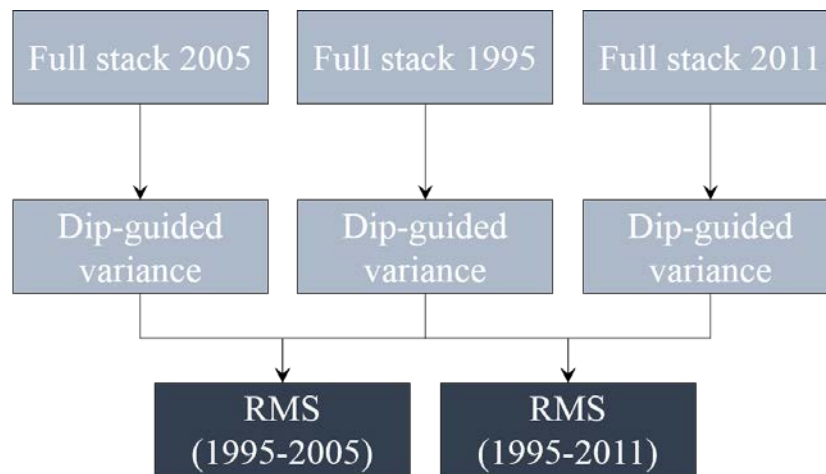 Full stack 2005
Full stack 1995
Full stack 2011
Dip-guided
variance
Dip-guided
variance
Dip-guided
variance
RMS
(1995-2005)
RMS
(1995-2011)